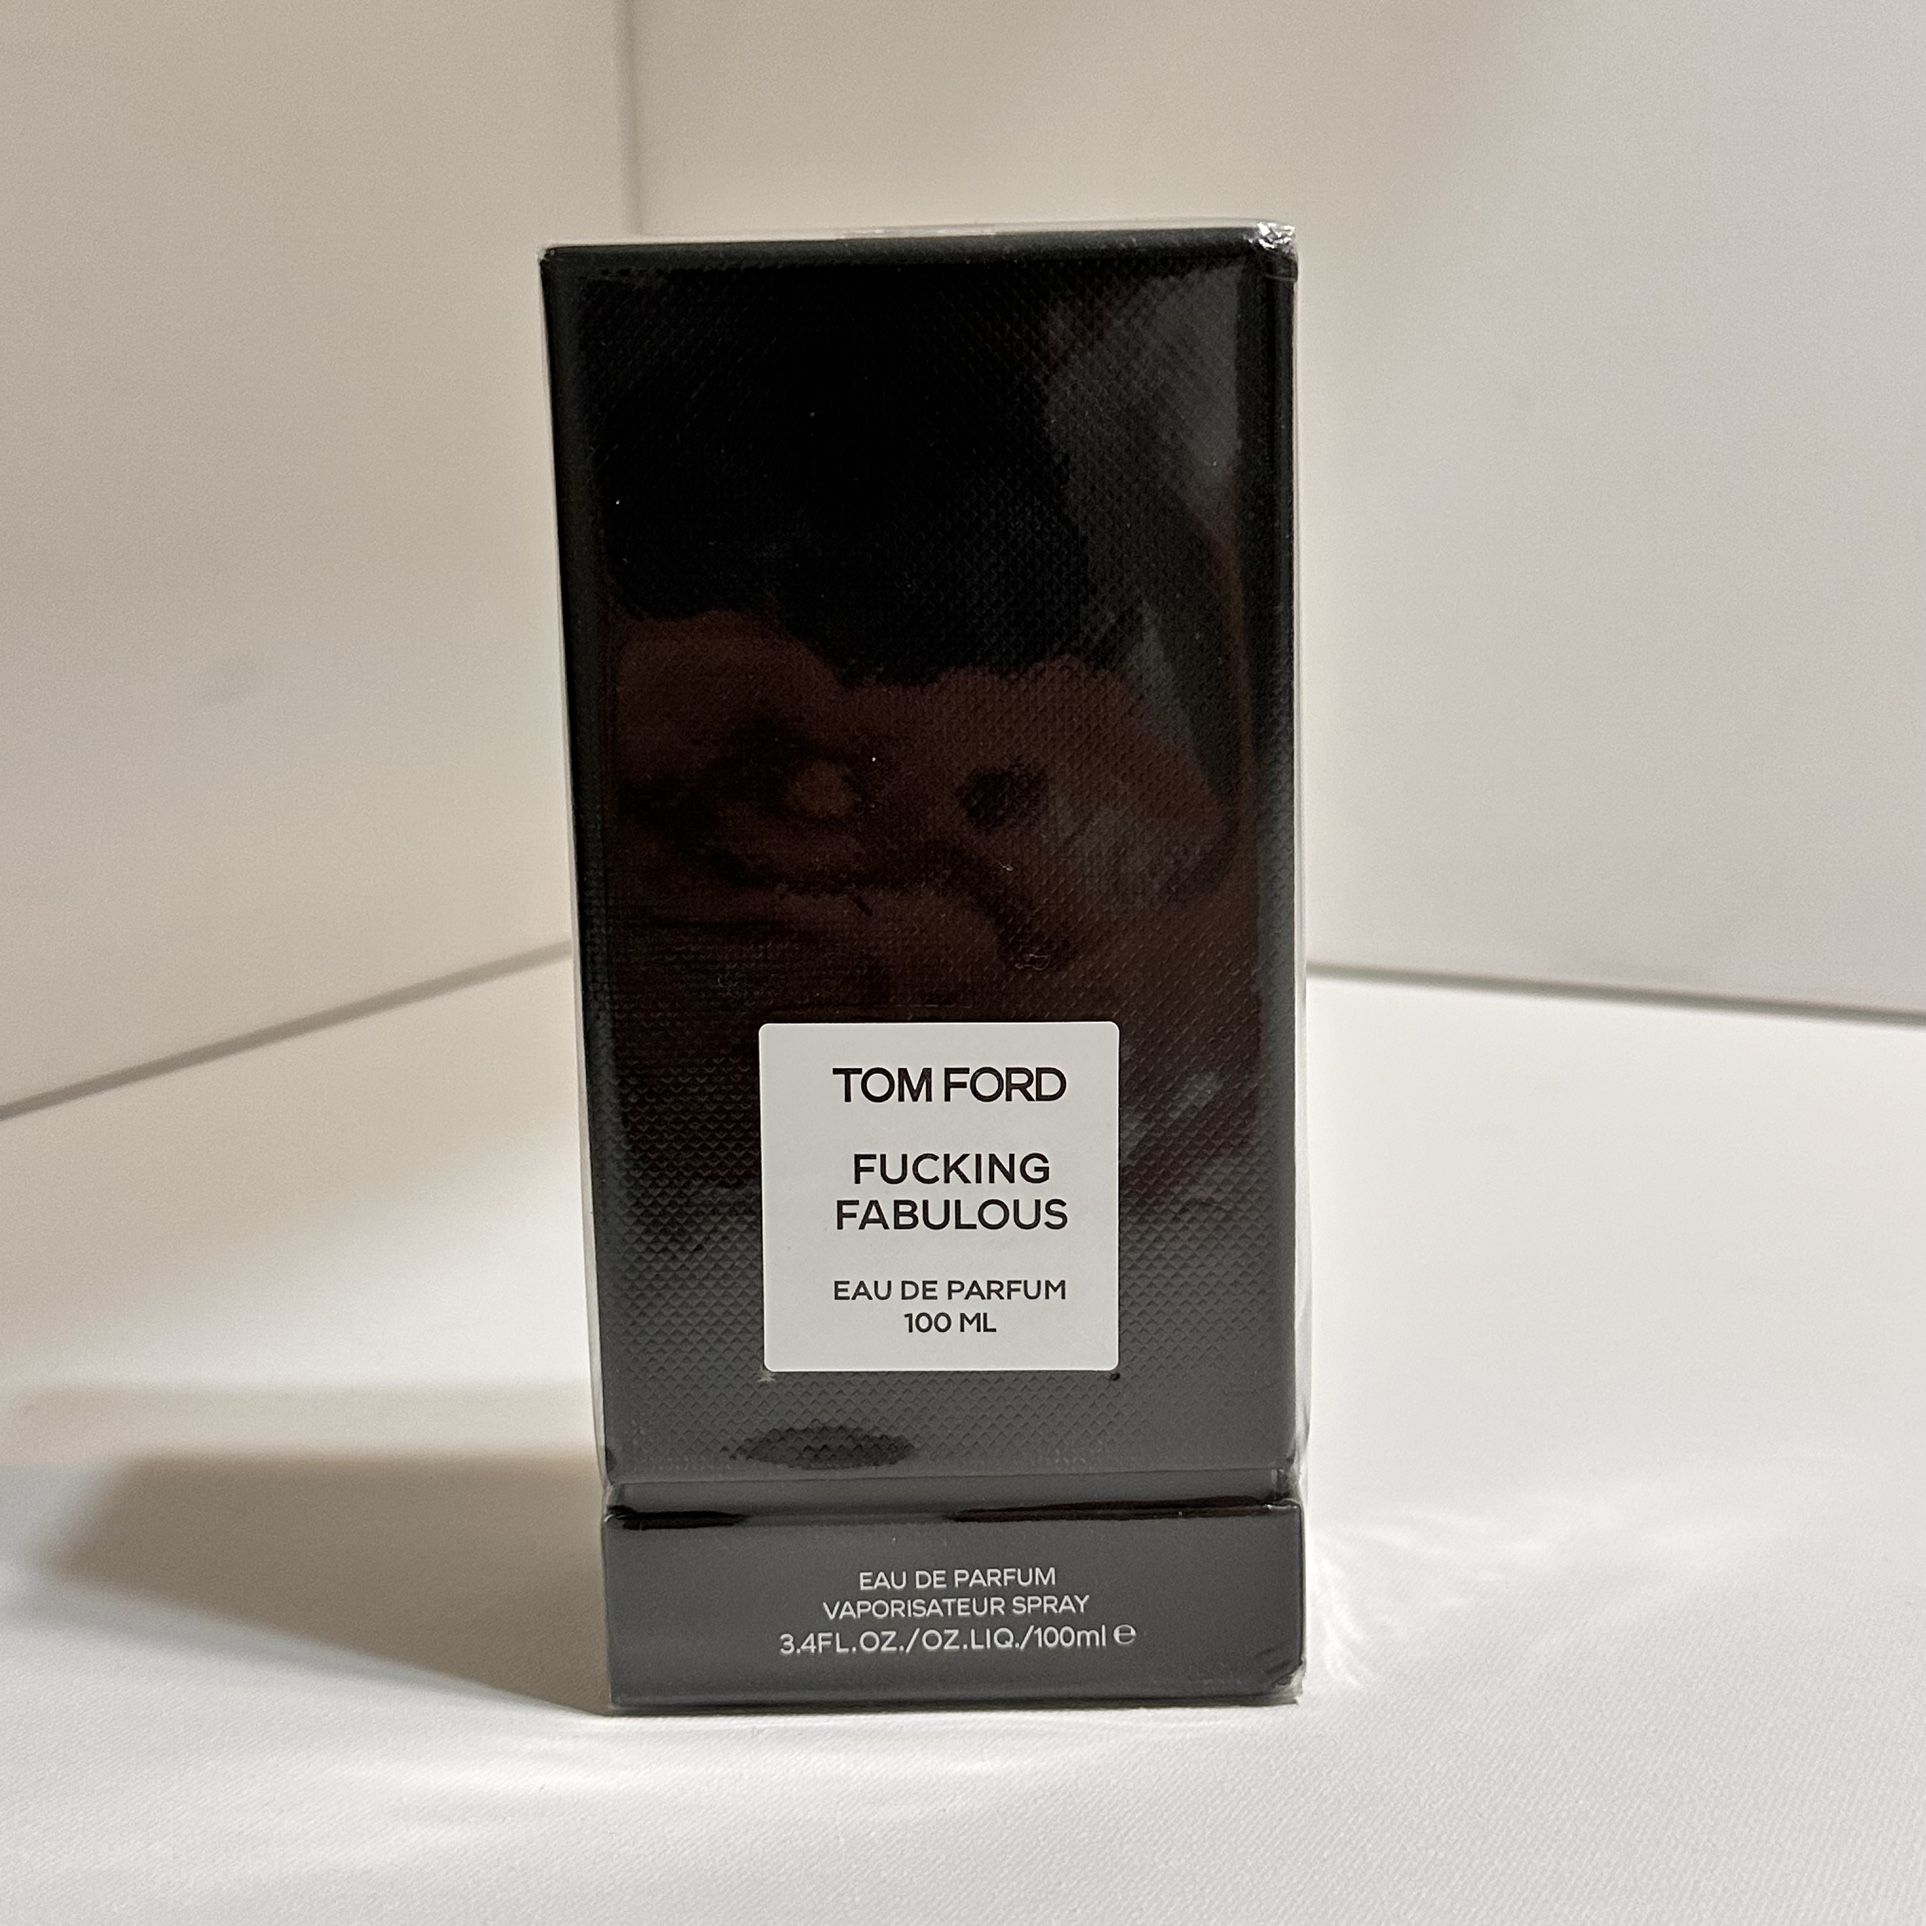 TOM FORD
FUCKING
FABULOUS
EAU DE PARFUM
100 ML
EAU DE PARFUM
VAPORISATEUR SPRAY
3.4FL.OZ./OZ.LIQ./100ml ℮